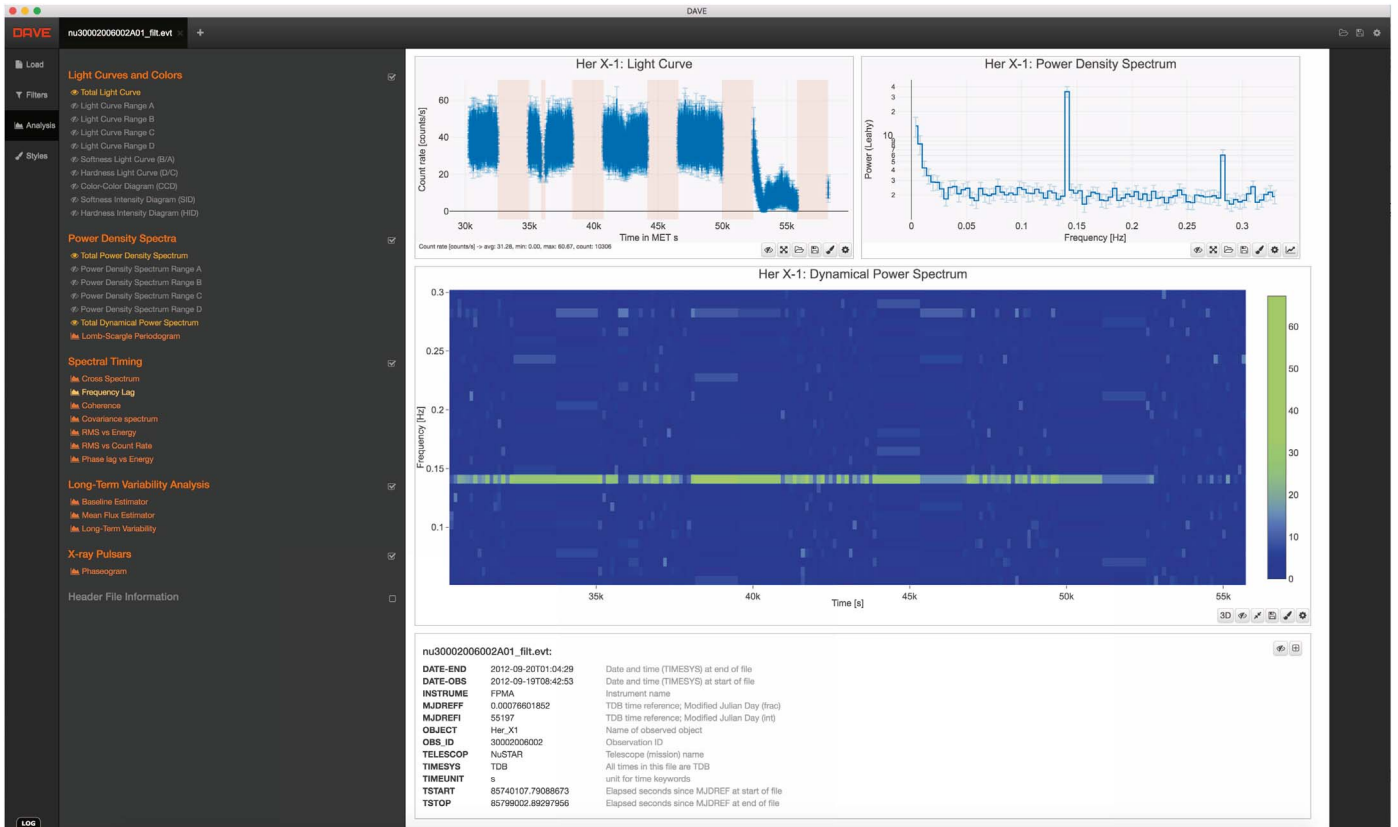 DAVE
DAVE
nu30002006002A01_filt.evt × +
Load
Filters
Analysis
Styles
LOG
Light Curves and Colors
Total Light Curve
Light Curve Range A
Light Curve Range B
Light Curve Range C
Light Curve Range D
Softness Light Curve (B/A)
Hardness Light Curve (D/C)
Color-Color Diagram (CCD)
Softness Intensity Diagram (SID)
Hardness Intensity Diagram (HID)
Power Density Spectra
Total Power Density Spectrum
Power Density Spectrum Range A
Power Density Spectrum Range B
Power Density Spectrum Range C
Power Density Spectrum Range D
Total Dynamical Power Spectrum
Lomb-Scargle Periodogram
Spectral Timing
Cross Spectrum
Frequency Lag
Coherence
Covariance spectrum
RMS vs Energy
RMS vs Count Rate
Phase lag vs Energy
Long-Term Variability Analysis
Baseline Estimator
Mean Flux Estimator
Long-Term Variability
X-ray Pulsars
Phaseogram
Header File Information
Her X-1: Light Curve
Count rate [counts/s]
60
40
20
0
30k 35k 40k 45k 50k 55k
Time in MET s
Count rate [counts/s] -> avg: 31.26, min: 0.00, max: 60.67, count: 10306
Her X-1: Power Density Spectrum
Power (Leahy)
4
3
2
10
9
8
7
6
5
4
3
2
0 0.05 0.1 0.15 0.2 0.25 0.3
Frequency [Hz]
Her X-1: Dynamical Power Spectrum
Frequency [Hz]
0.3
0.25
0.2
0.15
0.1
35k 40k 45k 50k 55k
Time [s]
60
50
40
30
20
10
0
3D
nu30002006002A01_filt.evt:
DATE-END 2012-09-20T01:04:29 Date and time (TIMESYS) at end of file
DATE-OBS 2012-09-19T08:42:53 Date and time (TIMESYS) at start of file
INSTRUME FPMA Instrument name
MJDREFF 0.00076601852 TDB time reference; Modified Julian Day (frac)
MJDREFI 55197 TDB time reference; Modified Julian Day (int)
OBJECT Her_X1 Name of observed object
OBS_ID 30002006002 Observation ID
TELESCOP NuSTAR Telescope (mission) name
TIMESYS TDB All times in this file are TDB
TIMEUNIT s unit for time keywords
TSTART 85740107.79088673 Elapsed seconds since MJDREF at start of file
TSTOP 85799002.89297956 Elapsed seconds since MJDREF at end of file